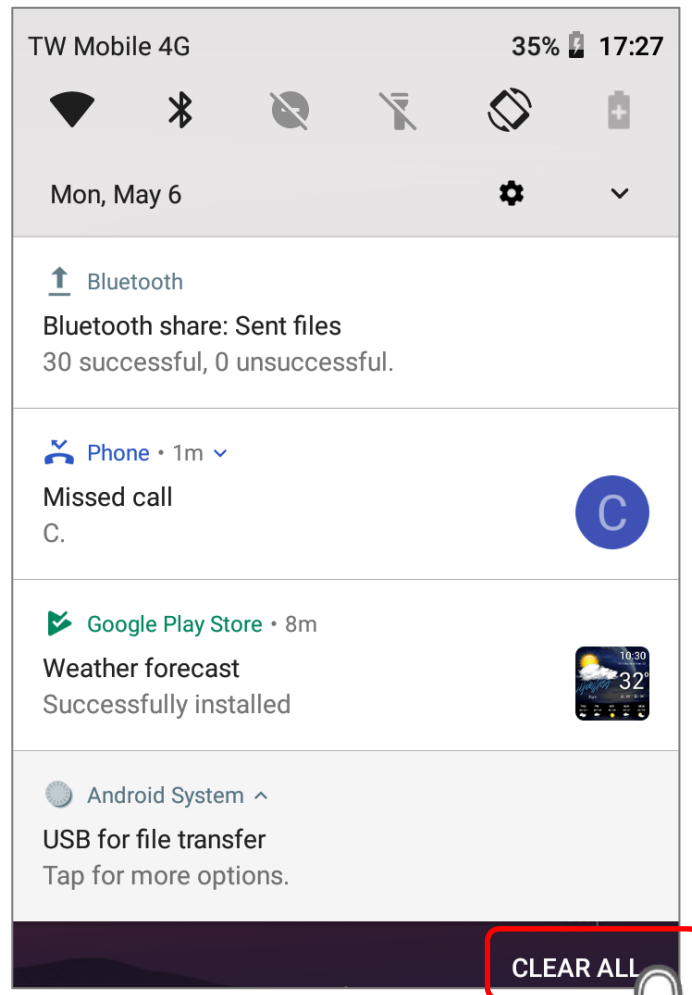 TW Mobile 4G 35% 17:27
Mon, May 6
Bluetooth
Bluetooth share: Sent files
30 successful, 0 unsuccessful.
Phone • 1m
Missed call
C.
C
Google Play Store • 8m
Weather forecast
Successfully installed
10:30
32°
Android System
USB for file transfer
Tap for more options.
CLEAR ALL